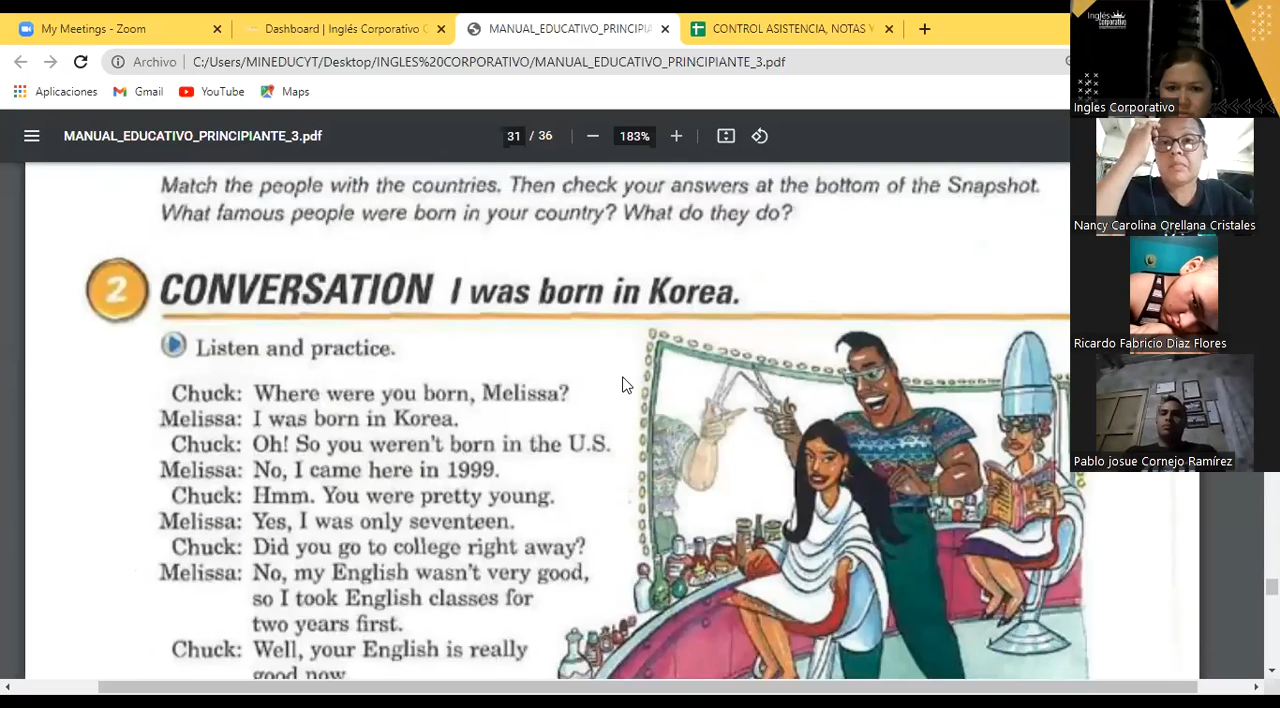 My Meetings - Zoom
Dashboard | Inglés Corporativo
MANUAL_EDUCATIVO_PRINCIPIA
CONTROL ASISTENCIA, NOTAS Y
Archivo
C:/Users/MINEDUCYT/Desktop/INGLES%20CORPORATIVO/MANUAL_EDUCATIVO_PRINCIPIANTE_3.pdf
Aplicaciones
Gmail
YouTube
Maps
MANUAL_EDUCATIVO_PRINCIPIANTE_3.pdf
31 / 36
183%
Match the people with the countries. Then check your answers at the bottom of the Snapshot.
What famous people were born in your country? What do they do?
2 CONVERSATION I was born in Korea.
Listen and practice.
Chuck: Where were you born, Melissa?
Melissa: I was born in Korea.
Chuck: Oh! So you weren't born in the U.S.
Melissa: No, I came here in 1999.
Chuck: Hmm. You were pretty young.
Melissa: Yes, I was only seventeen.
Chuck: Did you go to college right away?
Melissa: No, my English wasn't very good,
so I took English classes for
two years first.
Chuck: Well, your English is really
good now.
Inglés
Corporativo
Ingles Corporativo
Nancy Carolina Orellana Cristales
Ricardo Fabricio Diaz Flores
Pablo josue Cornejo Ramírez